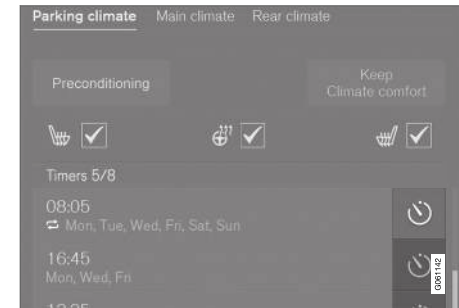 Parking climate Main climate Rear climate
Preconditioning
Keep
Climate comfort
Timers 5/8
08:05
Mon, Tue, Wed, Fri, Sat, Sun
16:45
Mon, Wed, Fri
G061142